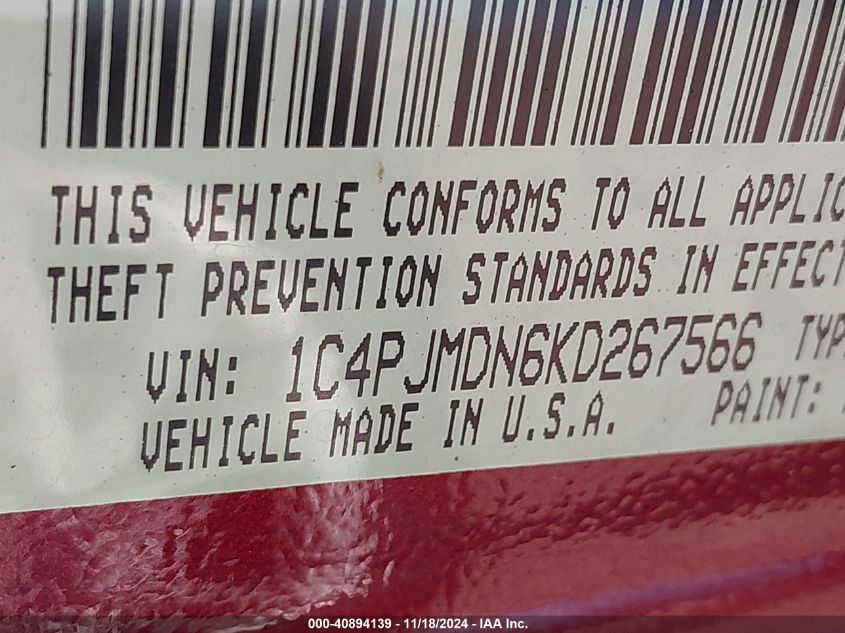 THIS VEHICLE CONFORMS TO ALL
THEFT PREVENTION STANDARDS IN EFFECT
VIN: 1C4PJMDN6KD267566
VEHICLE MADE IN U.S.A. PAINT:
000-40894139 - 11/18/2024 - IAA Inc.